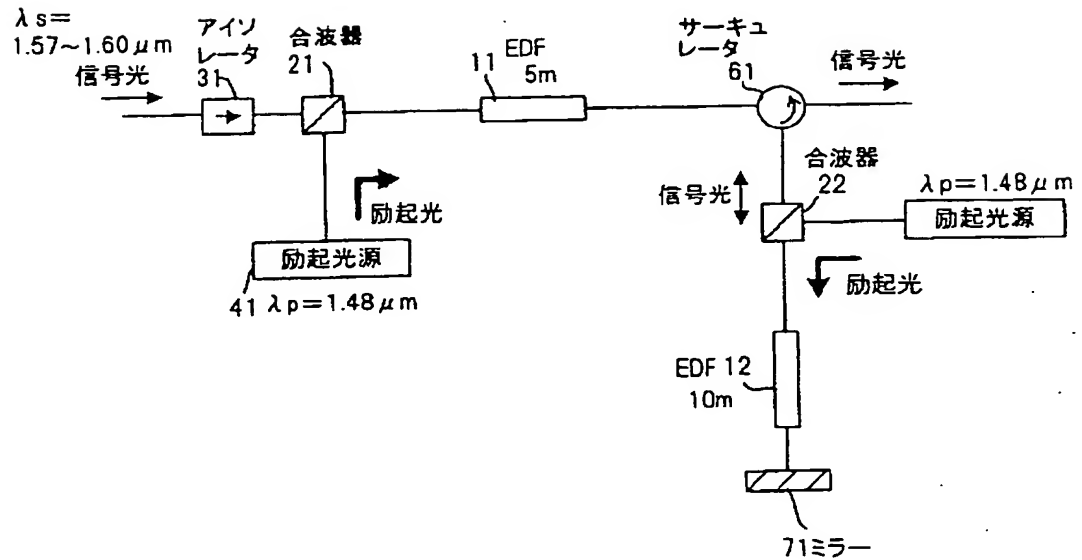 λs=
1.57~1.60μm
信号光
アイソ
レータ
31
合波器
21
11
EDF
5m
サーキュ
レータ
61
信号光
励起光
励起光源
41 λp=1.48μm
信号光
合波器
22
λp=1.48μm
励起光源
励起光
EDF 12
10m
71ミラー